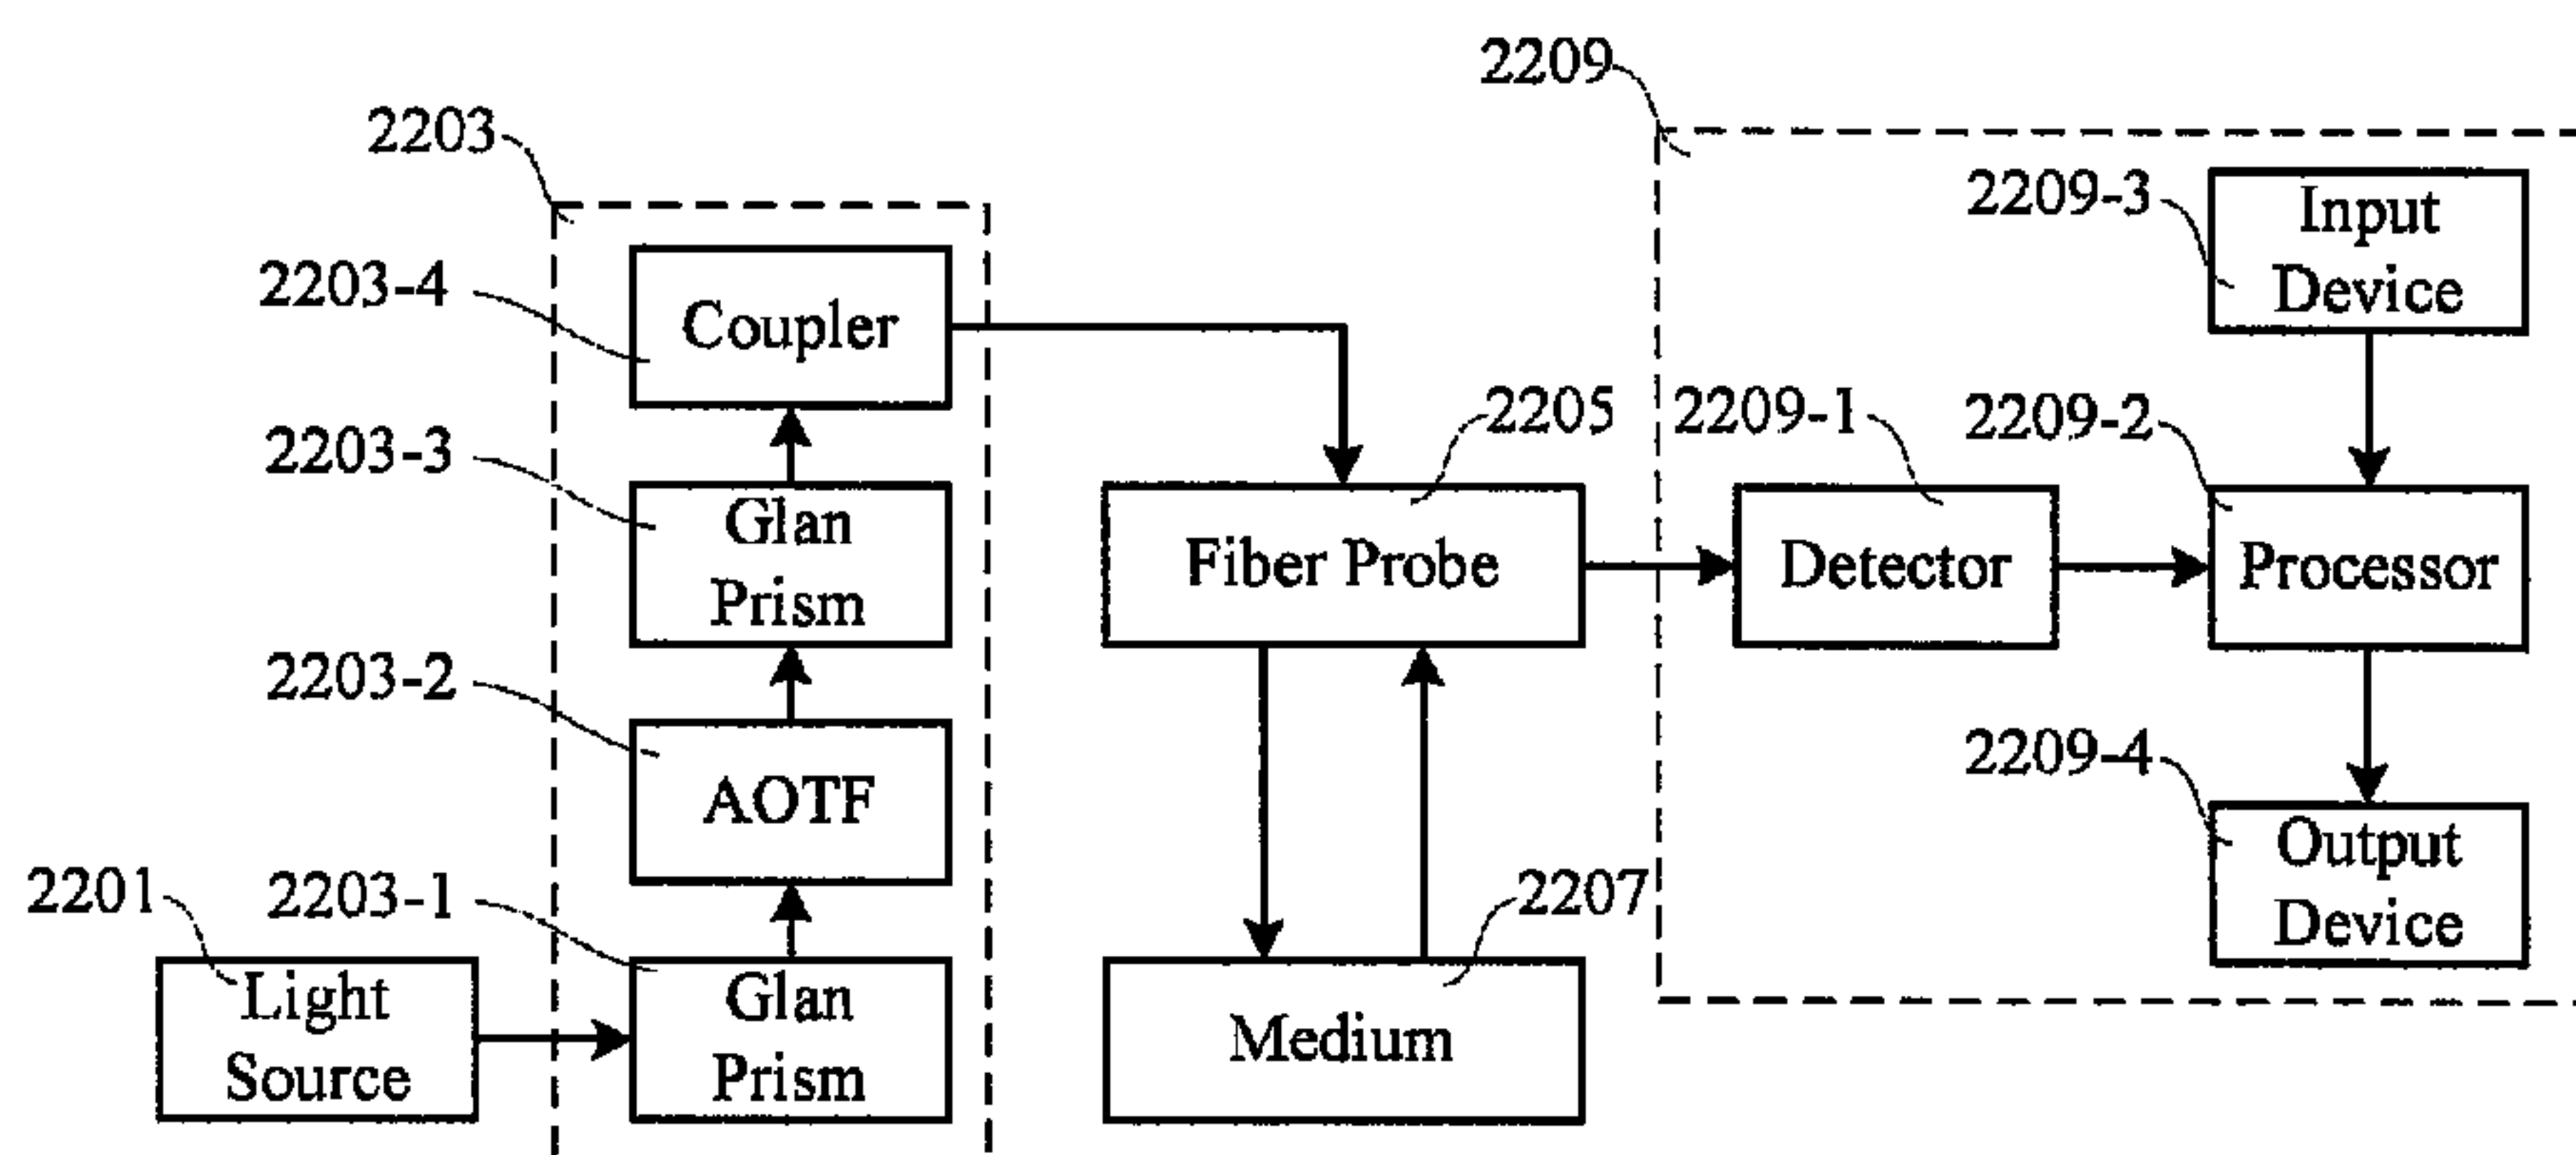 2209
2203
2209-3
Input
Device
2203-4
Coupler
2205
2209-1
2209-2
2203-3
Glan
Prism
Fiber Probe
Detector
Processor
2203-2
AOTF
2209-4
Output
Device
2201
2203-1
2207
Light
Source
Glan
Prism
Medium